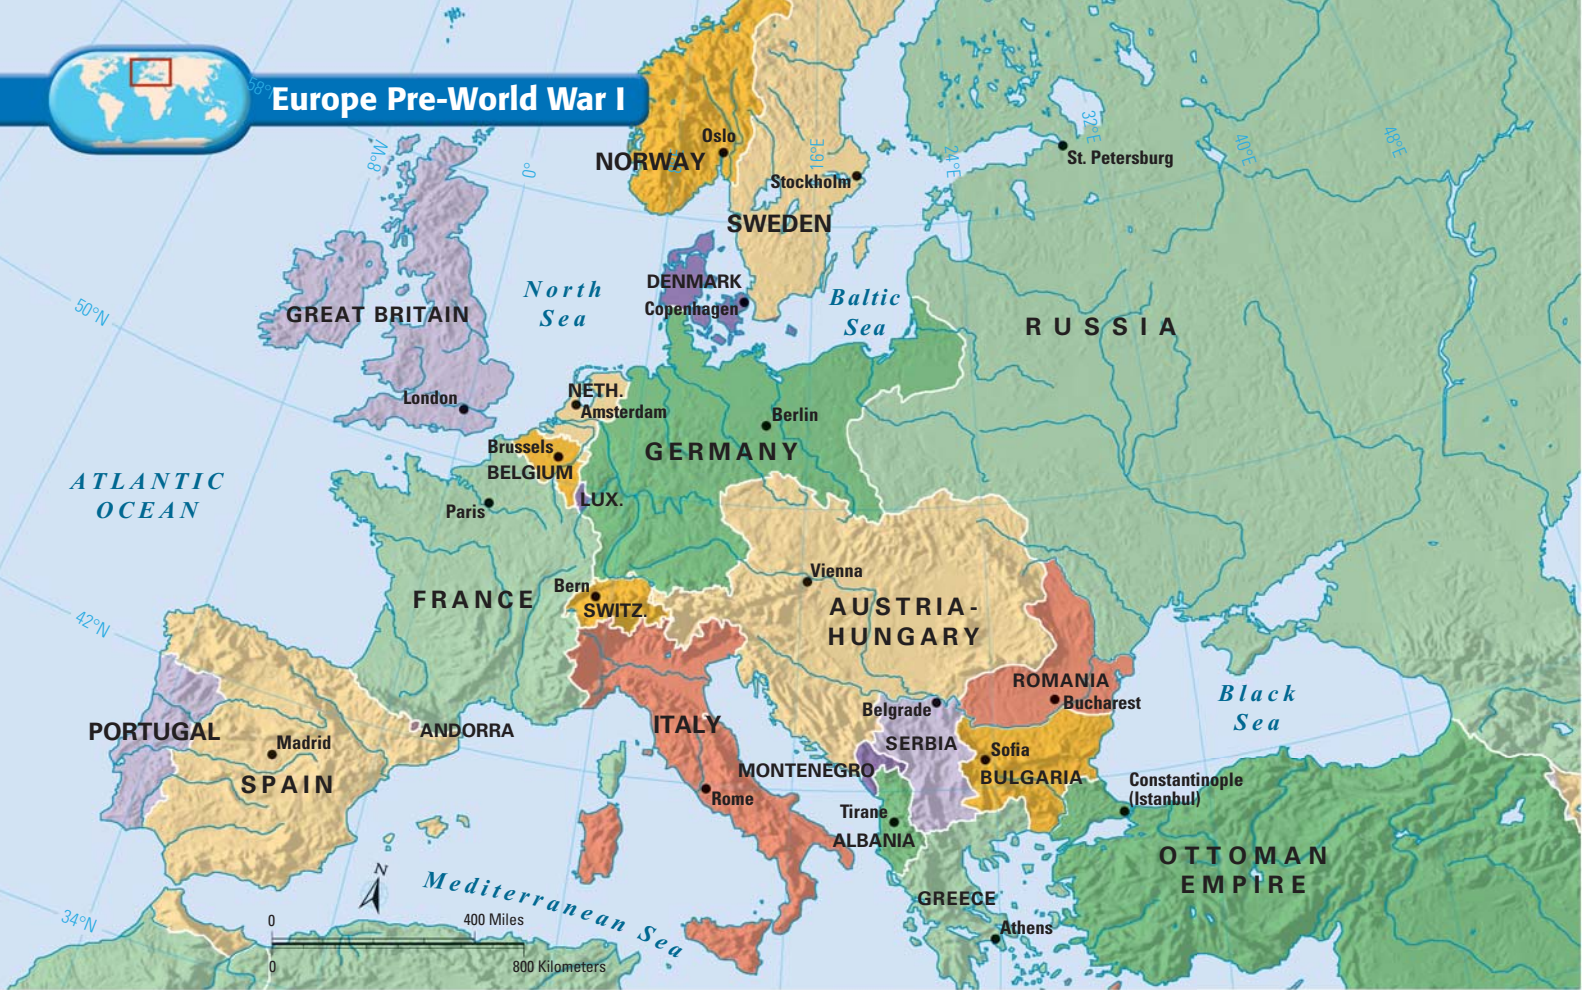 58°N
Europe Pre-World War I
8°W
0°
16°E
24°E
32°E
40°E
48°E
Oslo
NORWAY
St. Petersburg
Stockholm
SWEDEN
North
Sea
DENMARK
Copenhagen
Baltic
Sea
50°N
GREAT BRITAIN
RUSSIA
London
NETH.
Amsterdam
Berlin
GERMANY
Brussels
BELGIUM
LUX.
ATLANTIC
OCEAN
Paris
FRANCE
Bern
SWITZ.
Vienna
AUSTRIA-
HUNGARY
42°N
ROMANIA
Bucharest
Black
Sea
Belgrade
SERBIA
PORTUGAL
ANDORRA
ITALY
Madrid
SPAIN
Sofia
BULGARIA
MONTENEGRO
Constantinople
(Istanbul)
Rome
Tirane
ALBANIA
OTTOMAN
EMPIRE
GREECE
Athens
Mediterranean Sea
34°N
N
0 400 Miles
0 800 Kilometers